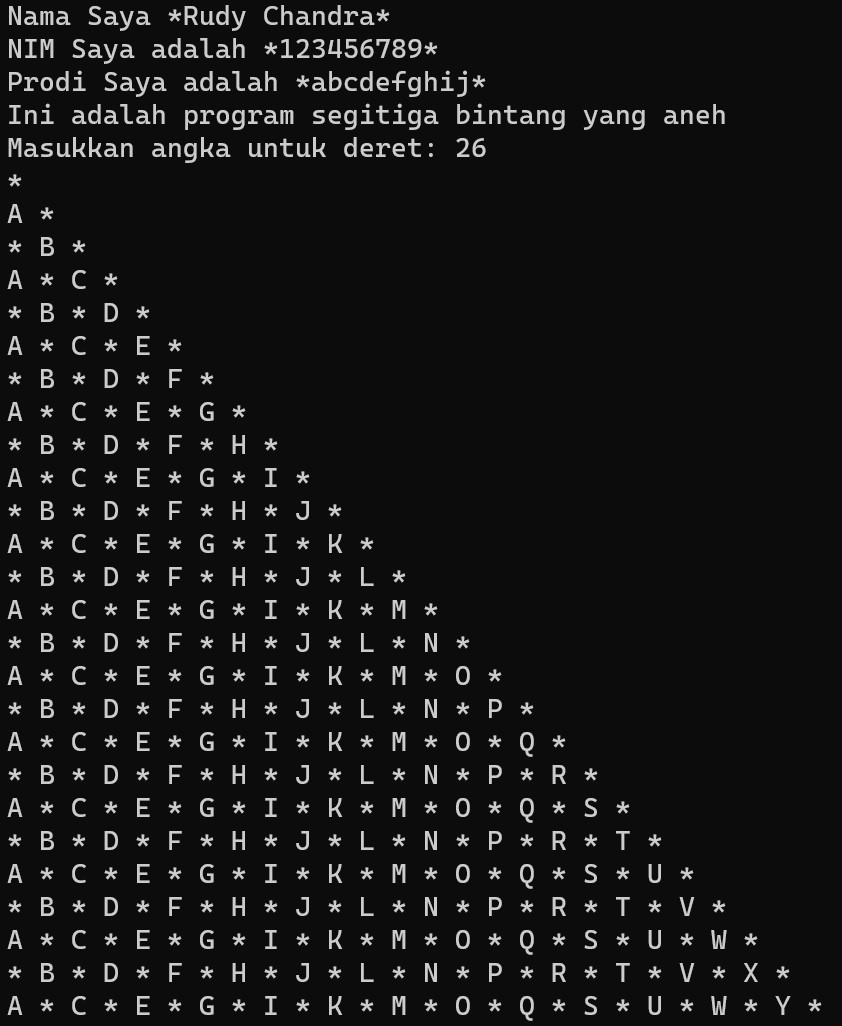 Nama Saya *Rudy Chandra*
NIM Saya adalah *123456789*
Prodi Saya adalah *abcdefghij*
Ini adalah program segitiga bintang yang aneh
Masukkan angka untuk deret: 26
*
A *
* B *
A * C *
* B * D *
A * C * E *
* B * D * F *
A * C * E * G *
* B * D * F * H *
A * C * E * G * I *
* B * D * F * H * J *
A * C * E * G * I * K *
* B * D * F * H * J * L *
A * C * E * G * I * K * M *
* B * D * F * H * J * L * N *
A * C * E * G * I * K * M * O *
* B * D * F * H * J * L * N * P *
A * C * E * G * I * K * M * O * Q *
* B * D * F * H * J * L * N * P * R *
A * C * E * G * I * K * M * O * Q * S *
* B * D * F * H * J * L * N * P * R * T *
A * C * E * G * I * K * M * O * Q * S * U *
* B * D * F * H * J * L * N * P * R * T * V *
A * C * E * G * I * K * M * O * Q * S * U * W *
* B * D * F * H * J * L * N * P * R * T * V * X *
A * C * E * G * I * K * M * O * Q * S * U * W * Y *